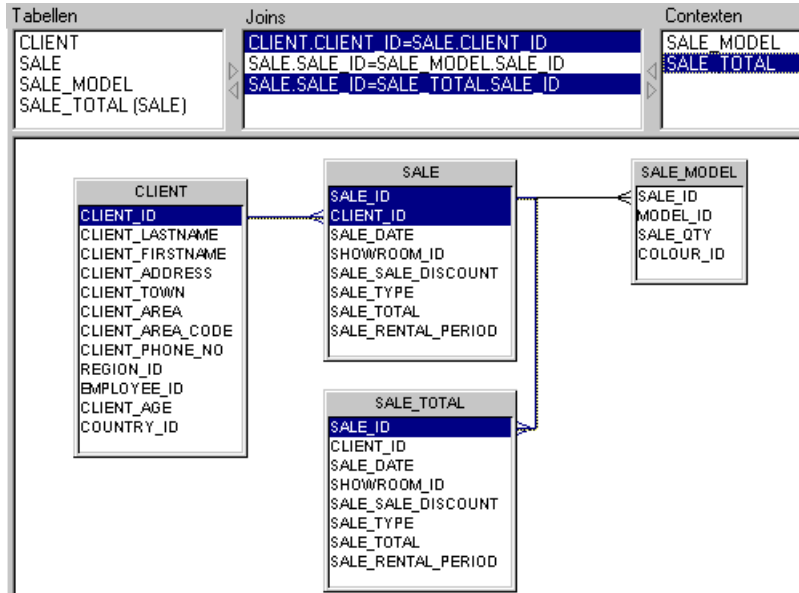 Tabellen
Joins
Contexten
CLIENT
SALE
SALE_MODEL
SALE_TOTAL (SALE)
CLIENT.CLIENT_ID=SALE.CLIENT_ID
SALE.SALE_ID=SALE_MODEL.SALE_ID
SALE.SALE_ID=SALE_TOTAL.SALE_ID
SALE_MODEL
SALE_TOTAL
CLIENT
CLIENT_ID
CLIENT_LASTNAME
CLIENT_FIRSTNAME
CLIENT_ADDRESS
CLIENT_TOWN
CLIENT_AREA
CLIENT_AREA_CODE
CLIENT_PHONE_NO
REGION_ID
EMPLOYEE_ID
CLIENT_AGE
COUNTRY_ID
SALE
SALE_ID
CLIENT_ID
SALE_DATE
SHOWROOM_ID
SALE_SALE_DISCOUNT
SALE_TYPE
SALE_TOTAL
SALE_RENTAL_PERIOD
SALE_MODEL
SALE_ID
MODEL_ID
SALE_QTY
COLOUR_ID
SALE_TOTAL
SALE_ID
CLIENT_ID
SALE_DATE
SHOWROOM_ID
SALE_SALE_DISCOUNT
SALE_TYPE
SALE_TOTAL
SALE_RENTAL_PERIOD